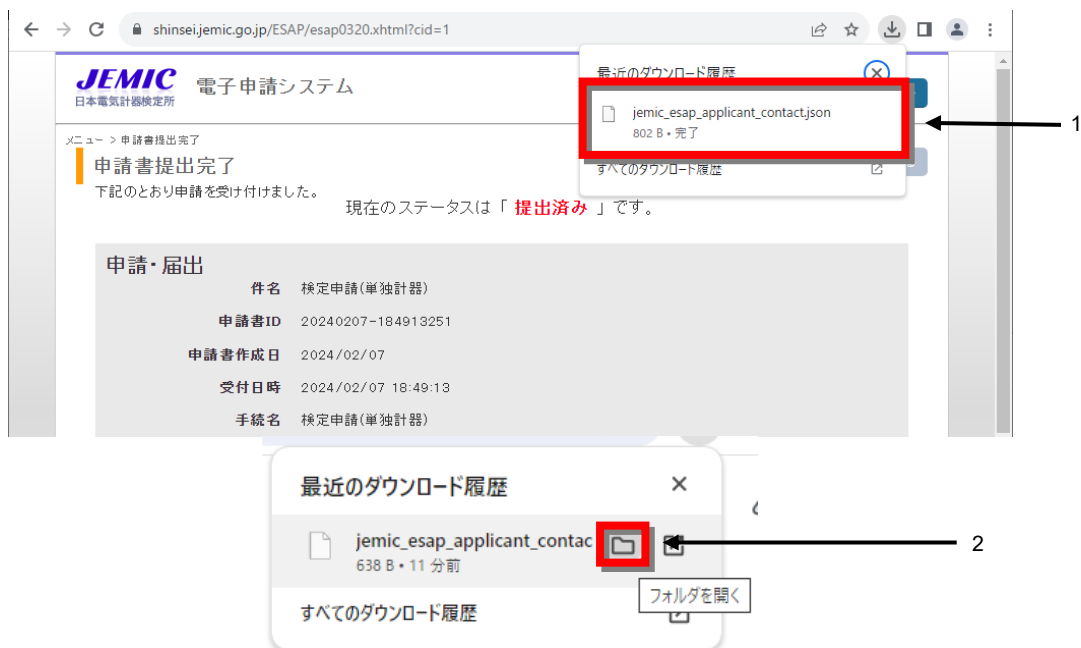 shinsei.jemic.go.jp/ESAP/esap0320.xhtml?cid=1
JEMIC
日本電気計器検定所
電子申請システム
最近のダウンロード履歴
jemic_esap_applicant_contact.json
802 B • 完了
すべてのダウンロード履歴
1
メニュー > 申請書提出完了
申請書提出完了
下記のとおり申請を受け付けました。
現在のステータスは「 提出済み 」です。
申請・届出
件名 検定申請(単独計器)
申請書ID 20240207-184913251
申請書作成日 2024/02/07
受付日時 2024/02/07 18:49:13
手続名 検定申請(単独計器)
最近のダウンロード履歴
jemic_esap_applicant_contac
638 B • 11 分前
2
フォルダを開く
すべてのダウンロード履歴